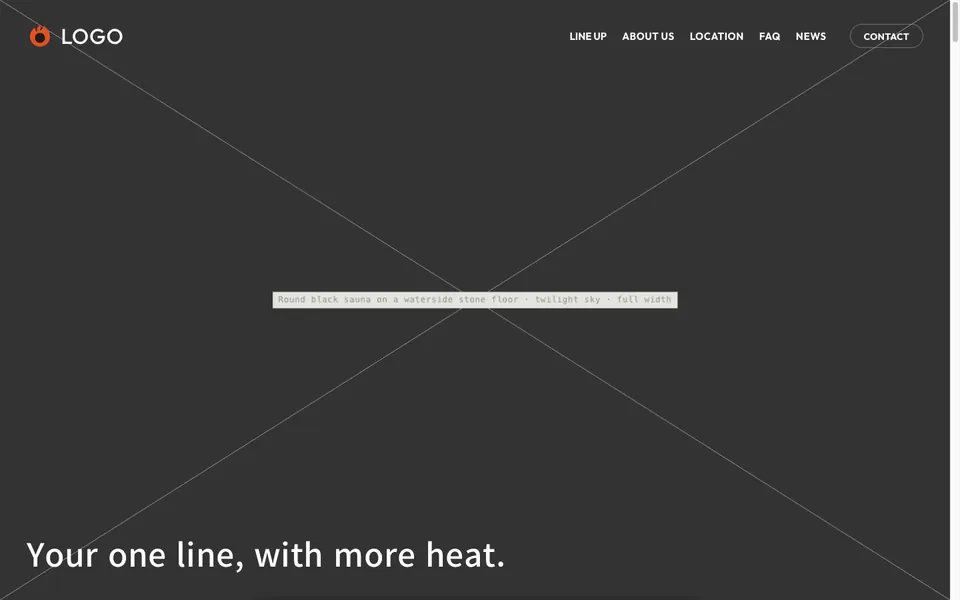 LOGO
LINE UP
ABOUT US
LOCATION
FAQ
NEWS
CONTACT
Round black sauna on a waterside stone floor · twilight sky · full width
Your one line, with more heat.